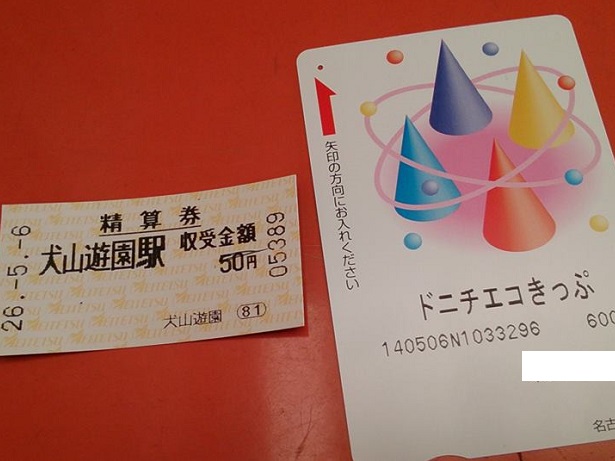 精算券
犬山遊園駅 収受金額
50円
26.-5.-6
05389
犬山遊園 81
矢印の方向にお入れください
ドニチエコきっぷ
140506N1033296 600
名古